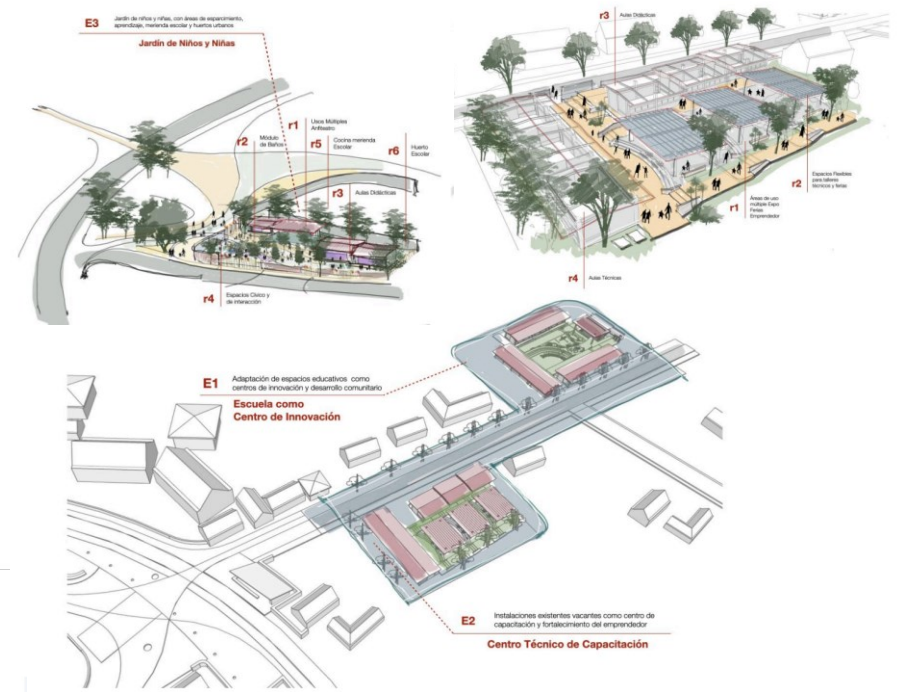 E3
Jardín de niños y niñas, con áreas de esparcimiento,
aprendizaje, merienda escolar y huertos urbanos
Jardín de Niños y Niñas
r1
Usos Múltiples
Anfiteatro
r2
Módulo
de Baños
r5
Cocina merienda
Escolar
r6
Huerto
Escolar
r3
Aulas Didácticas
r4
Espacios Cívico y
de interacción
r3
Aulas Didácticas
r2
Espacios Flexibles
para talleres
técnicos y ferias
r1
Áreas de uso
múltiple Expo
Ferias
Emprendedor
r4
Aulas Técnicas
E1
Adaptación de espacios educativos como
centros de innovación y desarrollo comunitario
Escuela como
Centro de Innovación
E2
Instalaciones existentes vacantes como centro de
capacitación y fortalecimiento del emprendedor
Centro Técnico de Capacitación